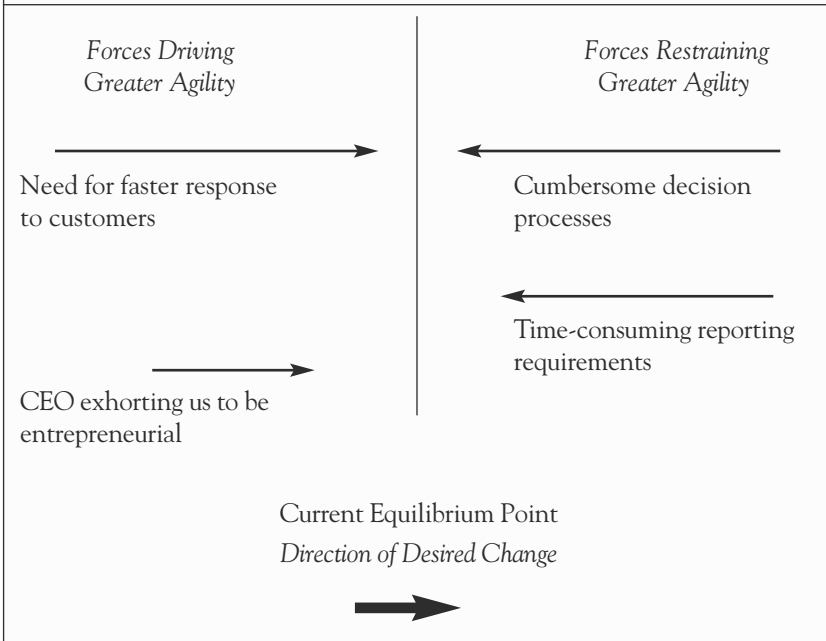 Forces Driving
Greater Agility
Forces Restraining
Greater Agility
Need for faster response
to customers
Cumbersome decision
processes
Time-consuming reporting
requirements
CEO exhorting us to be
entrepreneurial
Current Equilibrium Point
Direction of Desired Change